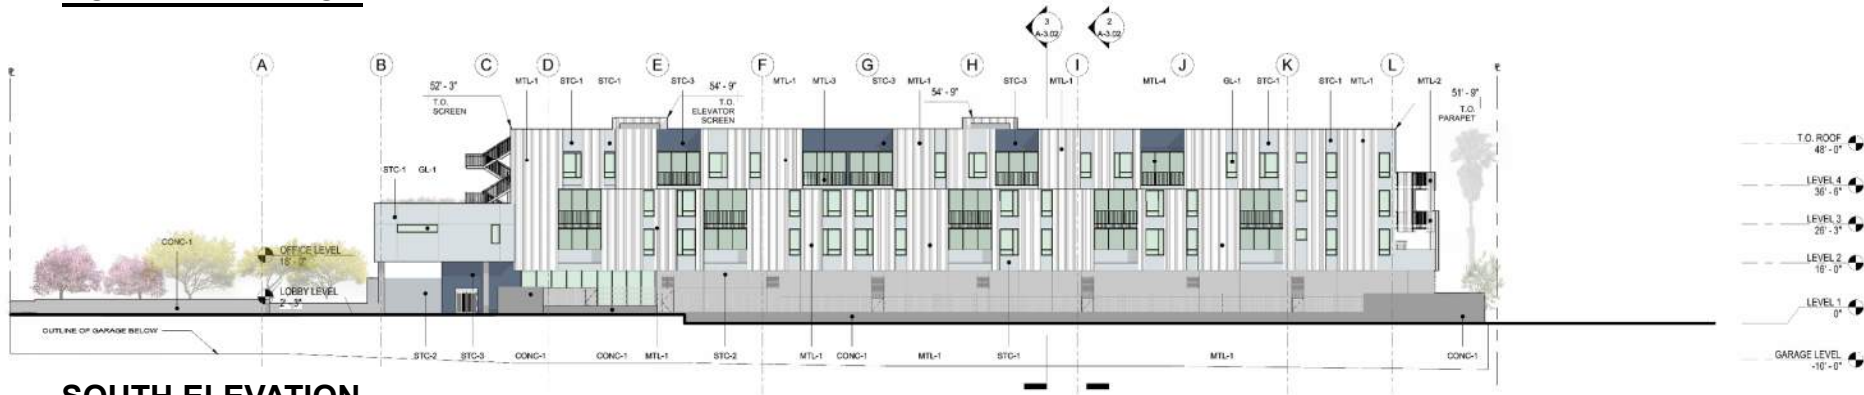 3
A-3.02
2
A-3.02
A B C D E F G H I J K L
MTL-1 STC-1 STC-1 STC-3 MTL-1 MTL-3 STC-3 MTL-1 STC-3 MTL-1 MTL-4 GL-1 STC-1 STC-1 MTL-1 MTL-2
52' - 3"
T.O.
SCREEN
54' - 9"
T.O.
ELEVATOR
SCREEN
54' - 9"
51' - 9"
T.O.
PARAPET
STC-1 GL-1
CONC-1
OFFICE LEVEL
LOBBY LEVEL
2' - 3"
OUTLINE OF GARAGE BELOW
STC-2 STC-3 CONC-1 CONC-1 MTL-1 STC-2 MTL-1 CONC-1 MTL-1 STC-1 MTL-1 CONC-1
T.O. ROOF
48' - 0"
LEVEL 4
36' - 6"
LEVEL 3
26' - 3"
LEVEL 2
16' - 0"
LEVEL 1
0"
GARAGE LEVEL
-16' - 0"
SOUTH ELEVATION